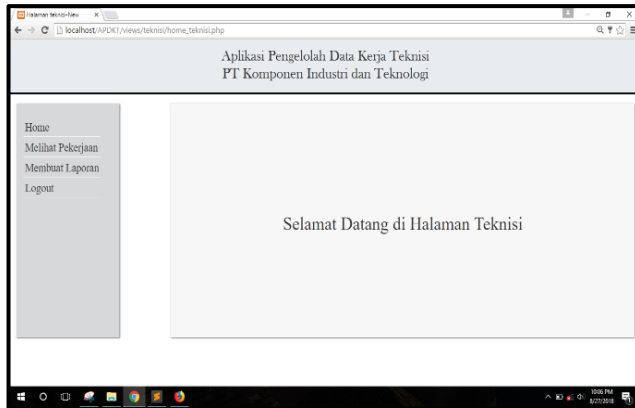 Halaman teknisi-New
localhost/APDKT/views/teknisi/home_teknisi.php
Aplikasi Pengelolah Data Kerja Teknisi
PT Komponen Industri dan Teknologi
Home
Melihat Pekerjaan
Membuat Laporan
Logout
Selamat Datang di Halaman Teknisi
10:06 PM
8/27/2018